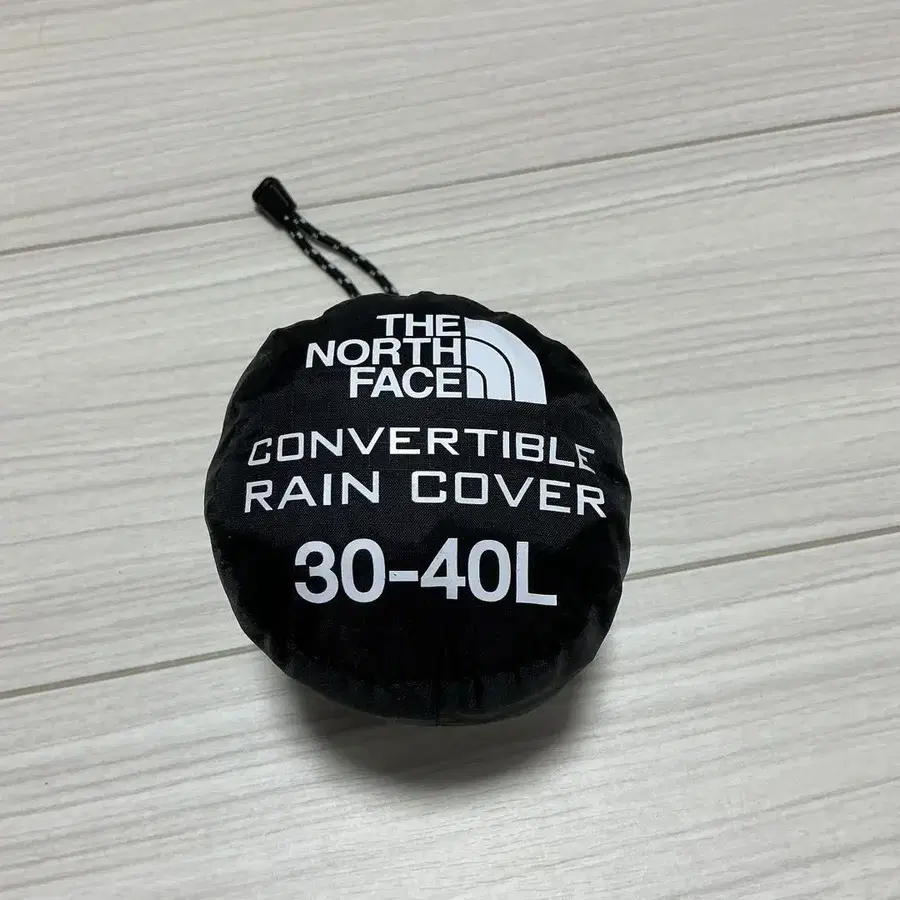 THE
NORTH
FACE
CONVERTIBLE
RAIN COVER
30-40L